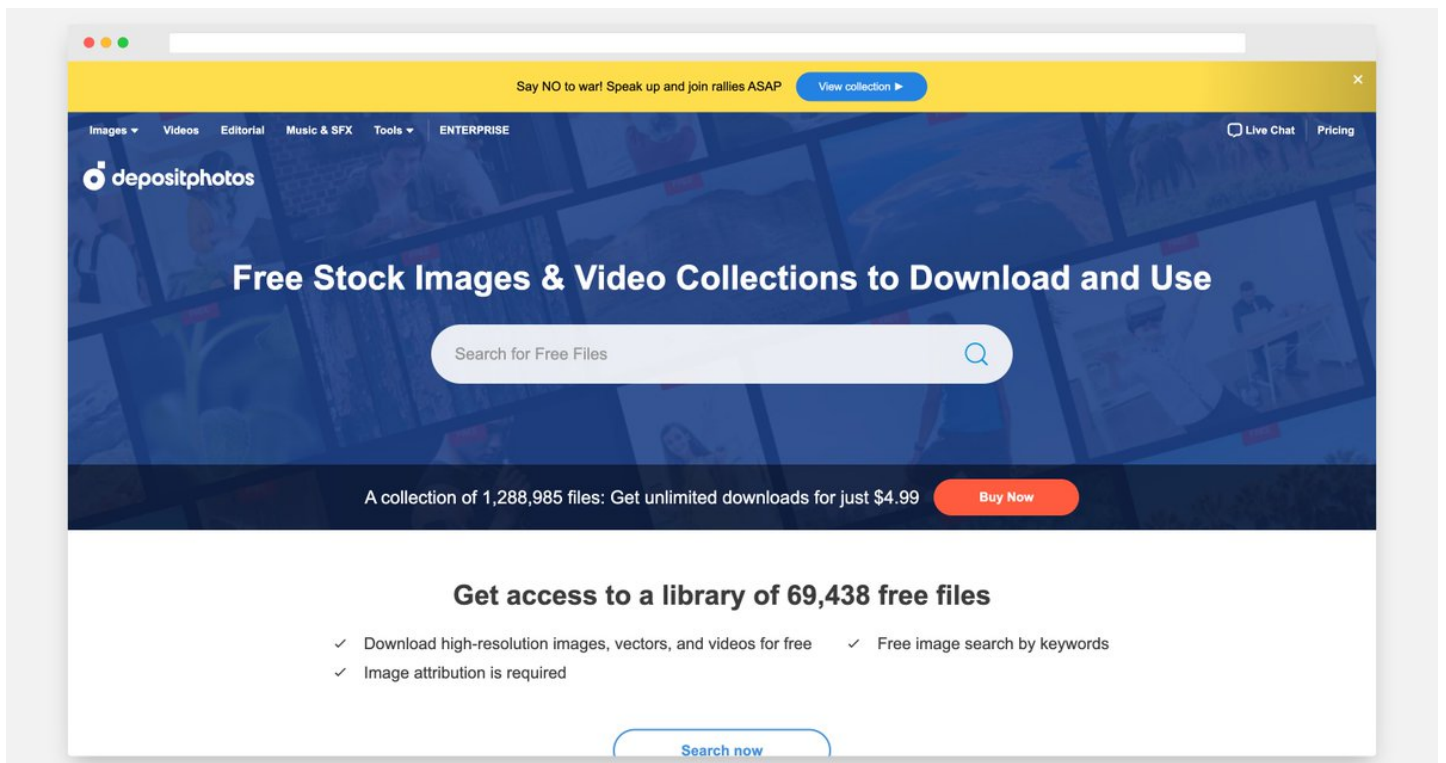 Say NO to war! Speak up and join rallies ASAP View collection ►
Images ▾ Videos Editorial Music & SFX Tools ▾ ENTERPRISE Live Chat Pricing
depositphotos
Free Stock Images & Video Collections to Download and Use
Search for Free Files
A collection of 1,288,985 files: Get unlimited downloads for just $4.99 Buy Now
Get access to a library of 69,438 free files
Download high-resolution images, vectors, and videos for free Free image search by keywords
Image attribution is required
Search now